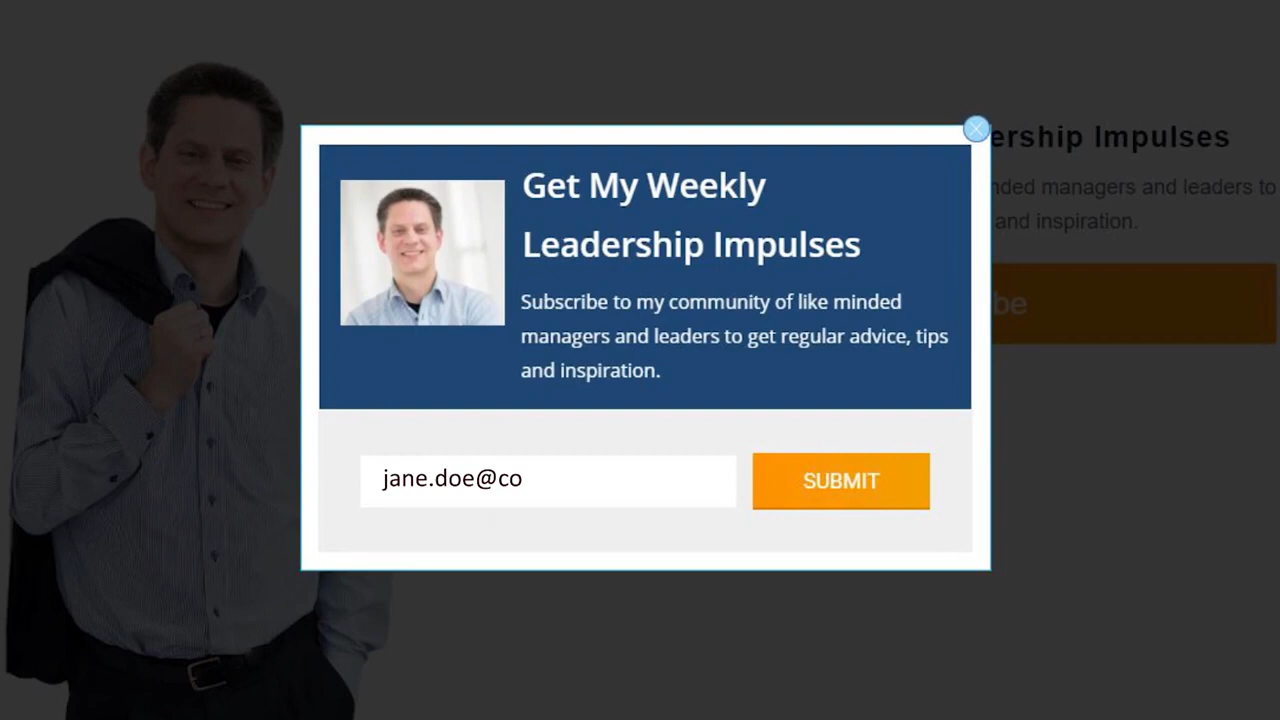 Get My Weekly
Leadership Impulses
Subscribe to my community of like minded
managers and leaders to get regular advice, tips
and inspiration.
jane.doe@co
SUBMIT
ership Impulses
nded managers and leaders to
and inspiration.
be